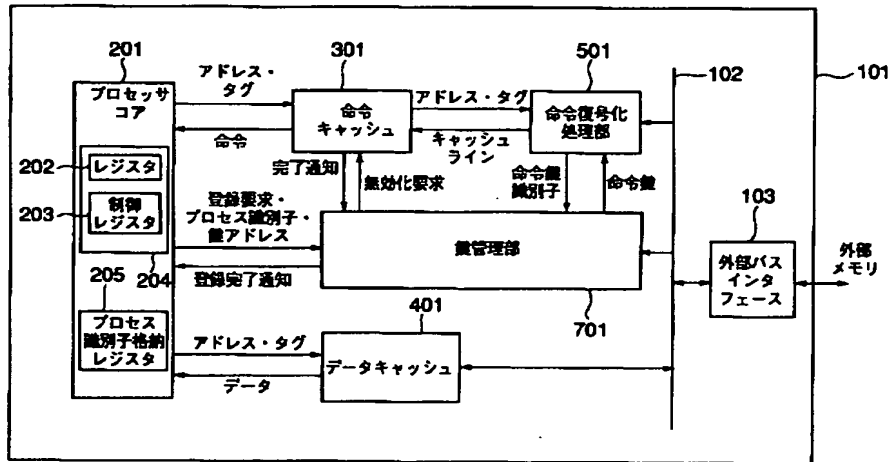 201
プロセッサ
コア
202
レジスタ
203
制御
レジスタ
204
205
プロセス
識別子格納
レジスタ
アドレス・
タグ
命令
301
命令
キャッシュ
アドレス・タグ
キャッシュ
ライン
501
命令復号化
処理部
102
101
完了通知
無効化要求
命令鍵
識別子
命令鍵
登録要求・
プロセス識別子・
鍵アドレス
登録完了通知
鍵管理部
701
103
外部バス
インタ
フェース
外部
メモリ
401
アドレス・タグ
データ
データキャッシュ